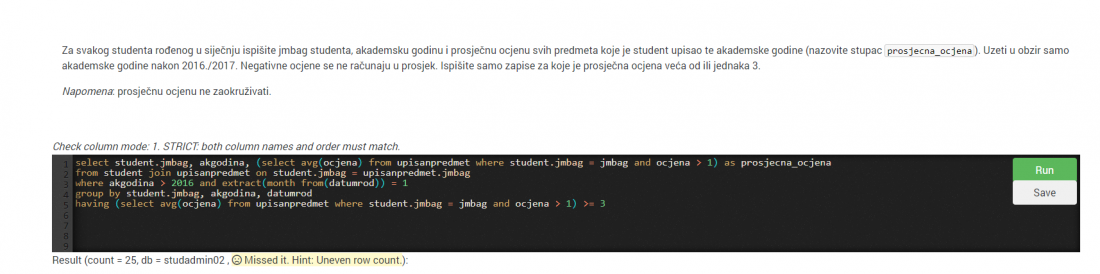 Za svakog studenta rođenog u siječnju ispišite jmbag studenta, akademsku godinu i prosječnu ocjenu svih predmeta koje je student upisao te akademske godine (nazovite stupac prosjecna_ocjena). Uzeti u obzir samo
akademske godine nakon 2016./2017. Negativne ocjene se ne računaju u prosjek. Ispišite samo zapise za koje je prosječna ocjena veća od ili jednaka 3.
Napomena: prosječnu ocjenu ne zaokruživati.
Check column mode: 1. STRICT: both column names and order must match.
1 select student.jmbag, akgodina, (select avg(ocjena) from upisanpredmet where student.jmbag = jmbag and ocjena > 1) as prosjecna_ocjena
2 from student join upisanpredmet on student.jmbag = upisanpredmet.jmbag
3 where akgodina > 2016 and extract(month from(datumrod)) = 1
4 group by student.jmbag, akgodina, datumrod
5 having (select avg(ocjena) from upisanpredmet where student.jmbag = jmbag and ocjena > 1) >= 3
6
7
8
9
Run
Save
Result (count = 25, db = studadmin02 , ☹ Missed it. Hint: Uneven row count.):